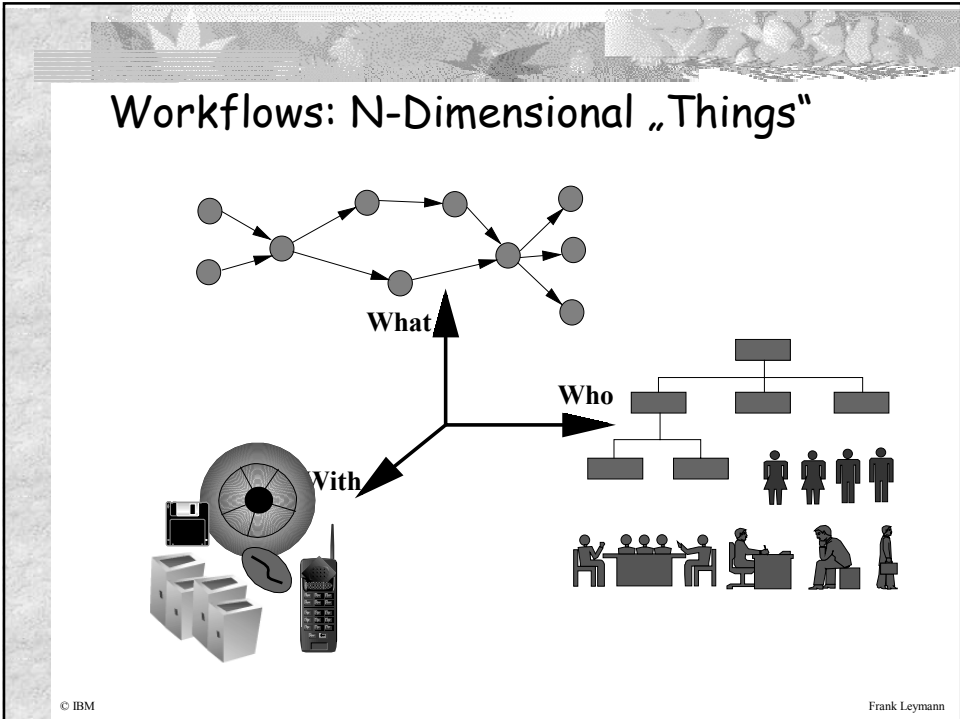 Workflows: N-Dimensional „Things“
What
Who
With
© IBM
Frank Leymann